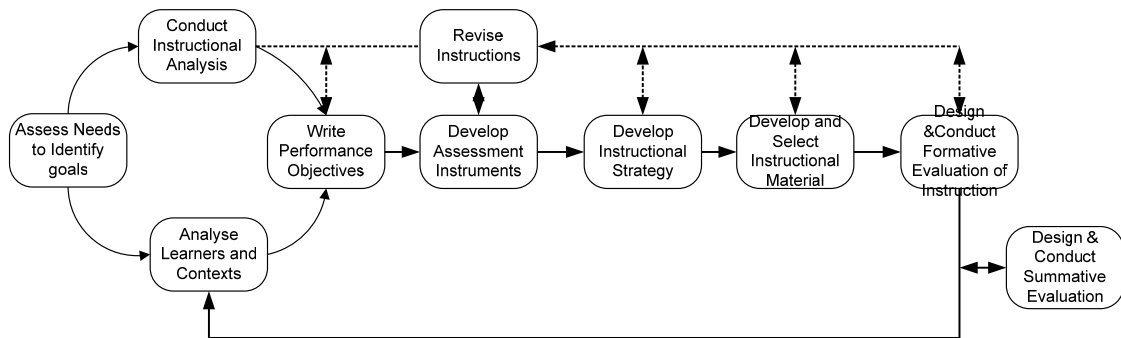 Conduct
Instructional
Analysis
Revise
Instructions
Assess Needs
to Identify
goals
Write
Performance
Objectives
Develop
Assessment
Instruments
Develop
Instructional
Strategy
Develop and
Select
Instructional
Material
Design
&Conduct
Formative
Evaluation of
Instruction
Analyse
Learners and
Contexts
Design &
Conduct
Summative
Evaluation